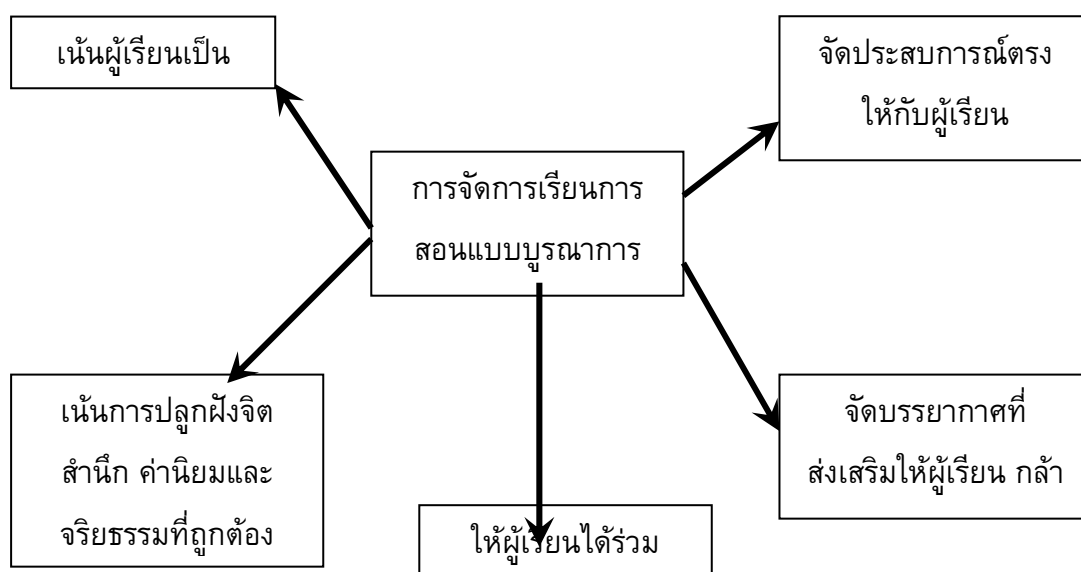 เน้นผู้เรียนเป็น
จัดประสบการณ์ตรง
ให้กับผู้เรียน
การจัดการเรียนการ
สอนแบบบูรณาการ
เน้นการปลูกฝังจิต
สำนึก ค่านิยมและ
จริยธรรมที่ถูกต้อง
จัดบรรยากาศที่
ส่งเสริมให้ผู้เรียน กล้า
ให้ผู้เรียนได้ร่วม